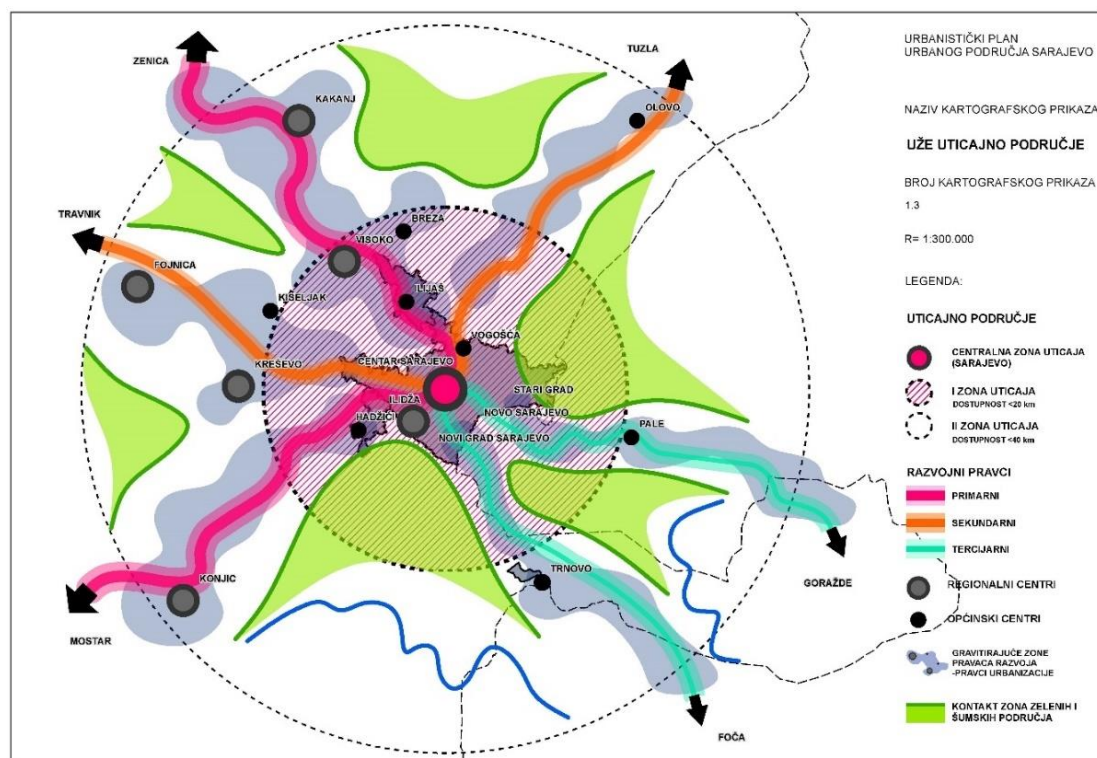 URBANISTIČKI PLAN
URBANOG PODRUČJA SARAJEVO
NAZIV KARTOGRAFSKOG PRIKAZA
UŽE UTICAJNO PODRUČJE
BROJ KARTOGRAFSKOG PRIKAZA
1.3
R= 1:300.000
LEGENDA:
UTICAJNO PODRUČJE
CENTRALNA ZONA UTICAJA
(SARAJEVO)
I ZONA UTICAJA
DOSTUPNOST <20 km
II ZONA UTICAJA
DOSTUPNOST <40 km
RAZVOJNI PRAVCI
PRIMARNI
SEKUNDARNI
TERCIJARNI
REGIONALNI CENTRI
OPĆINSKI CENTRI
GRAVITIRAJUĆE ZONE
PRAVACA RAZVOJA
-PRAVCI URBANIZACIJE
KONTAKT ZONA ZELENIH I
ŠUMSKIH PODRUČJA
ZENICA
TUZLA
KAKANJ
OLOVO
TRAVNIK
BREZA
VISOKO
FOJNICA
ILIJAŠ
KIŠELJAK
VOGOŠĆA
CENTAR SARAJEVO
KREŠEVO
STARI GRAD
ILIDŽA
NOVO SARAJEVO
HADŽIĆI
NOVI GRAD SARAJEVO
PALE
TRNOVO
KONJIC
GORAŽDE
MOSTAR
FOČA